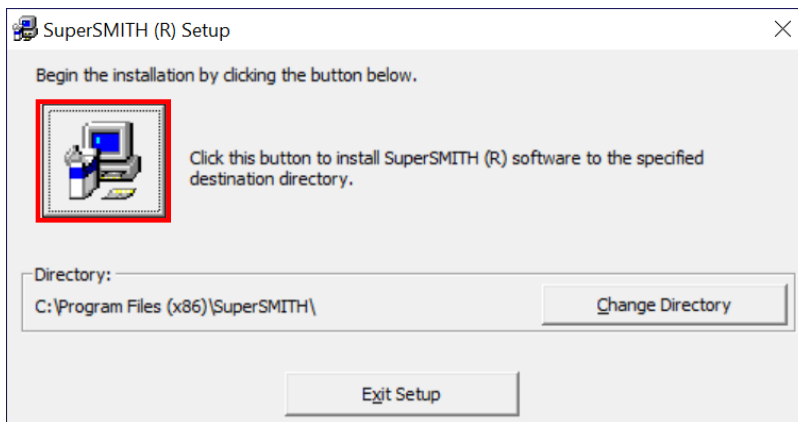 SuperSMITH (R) Setup
Begin the installation by clicking the button below.
Click this button to install SuperSMITH (R) software to the specified
destination directory.
Directory:
C:\Program Files (x86)\SuperSMITH\
Change Directory
Exit Setup